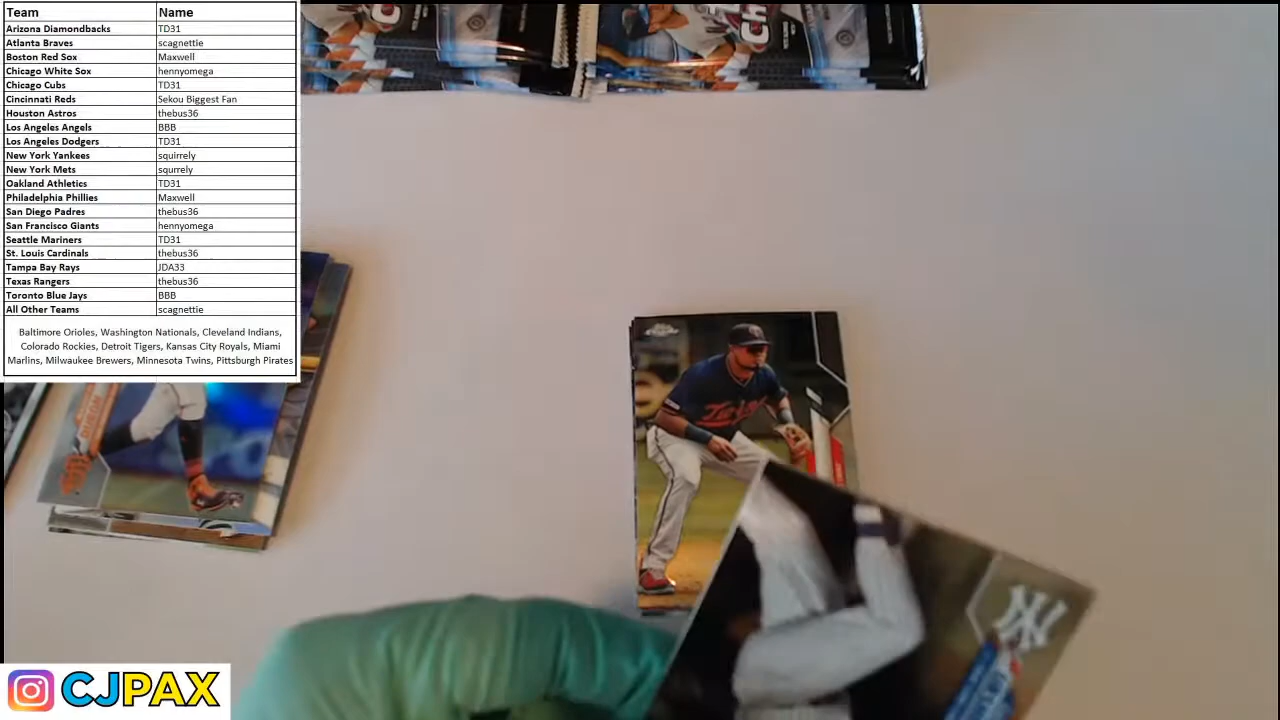 Team Name
Arizona Diamondbacks TD31
Atlanta Braves scagnettie
Boston Red Sox Maxwell
Chicago White Sox hennyomega
Chicago Cubs TD31
Cincinnati Reds Sekou Biggest Fan
Houston Astros thebus36
Los Angeles Angels BBB
Los Angeles Dodgers TD31
New York Yankees squirrely
New York Mets squrrely
Oakland Athletics TD31
Philadelphia Phillies Maxwell
San Diego Padres thebus36
San Francisco Giants hennyomega
Seattle Mariners TD31
St. Louis Cardinals thebus36
Tampa Bay Rays JDA33
Texas Rangers thebus36
Toronto Blue Jays BBB
All Other Teams scagnettie
Baltimore Orioles, Washington Nationals, Cleveland Indians,
Colorado Rockies, Detroit Tigers, Kansas City Royals, Miami
Marlins, Milwaukee Brewers, Minnesota Twins, Pittsburgh Pirates
Twins
NY
CJPAX